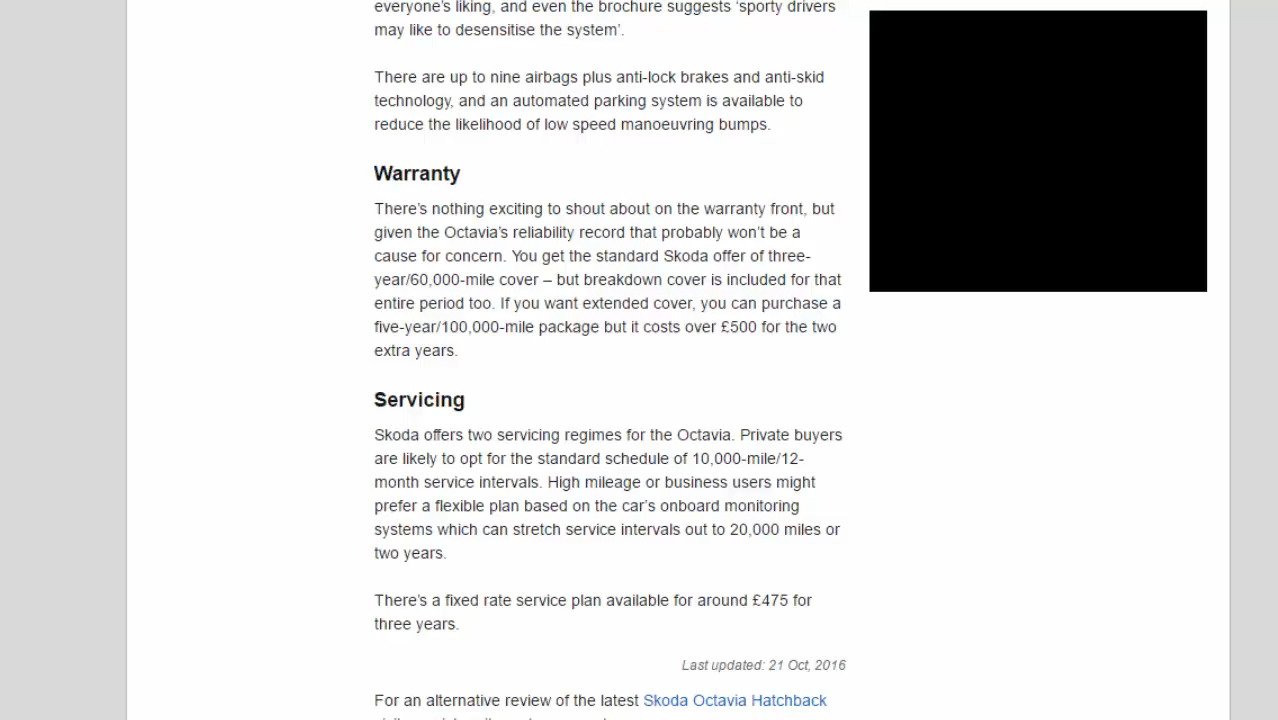 everyone’s liking, and even the brochure suggests ‘sporty drivers
may like to desensitise the system’.
There are up to nine airbags plus anti-lock brakes and anti-skid
technology, and an automated parking system is available to
reduce the likelihood of low speed manoeuvring bumps.
Warranty
There’s nothing exciting to shout about on the warranty front, but
given the Octavia’s reliability record that probably won’t be a
cause for concern. You get the standard Skoda offer of three-
year/60,000-mile cover – but breakdown cover is included for that
entire period too. If you want extended cover, you can purchase a
five-year/100,000-mile package but it costs over £500 for the two
extra years.
Servicing
Skoda offers two servicing regimes for the Octavia. Private buyers
are likely to opt for the standard schedule of 10,000-mile/12-
month service intervals. High mileage or business users might
prefer a flexible plan based on the car’s onboard monitoring
systems which can stretch service intervals out to 20,000 miles or
two years.
There’s a fixed rate service plan available for around £475 for
three years.
Last updated: 21 Oct, 2016
For an alternative review of the latest Skoda Octavia Hatchback